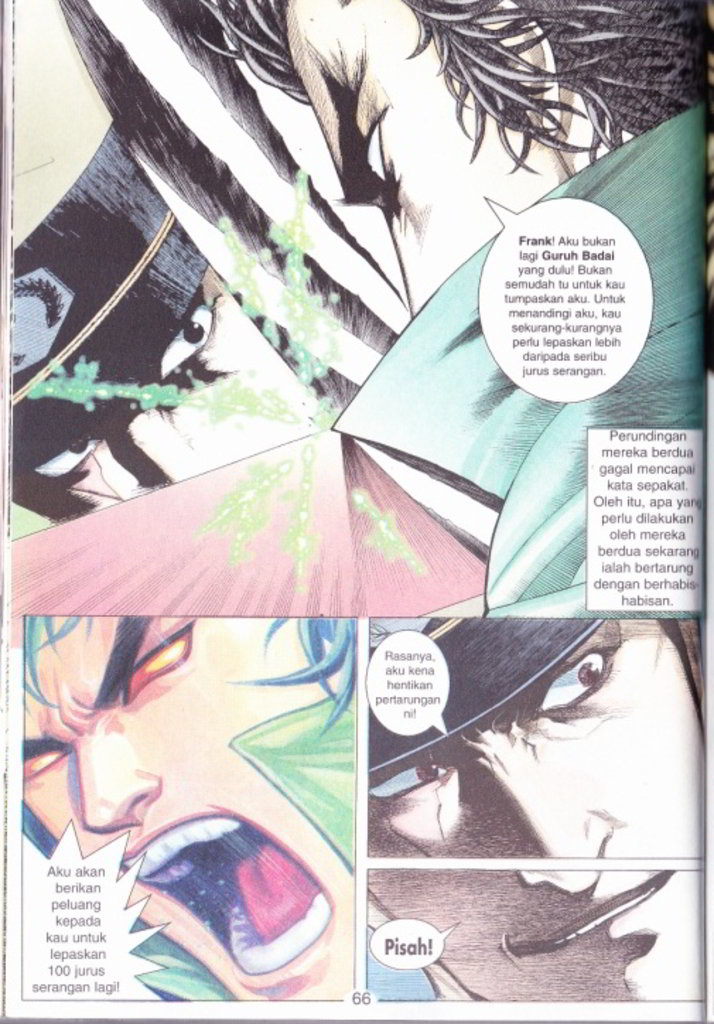 Frank! Aku bukan
lagi Guruh Badai
yang dulu! Bukan
semudah tu untuk kau
tumpaskan aku. Untuk
menandingi aku, kau
sekurang-kurangnya
perlu lepaskan lebih
daripada seribu
jurus serangan.
Perundingan
mereka berdua
gagal mencapai
kata sepakat.
Oleh itu, apa yang
perlu dilakukan
oleh mereka
berdua sekarang
ialah bertarung
dengan berhabis-
habisan.
Aku akan
berikan
peluang
kepada
kau untuk
lepaskan
100 jurus
serangan lagi!
Rasanya,
aku kena
hentikan
pertarungan
ni!
Pisah!
66